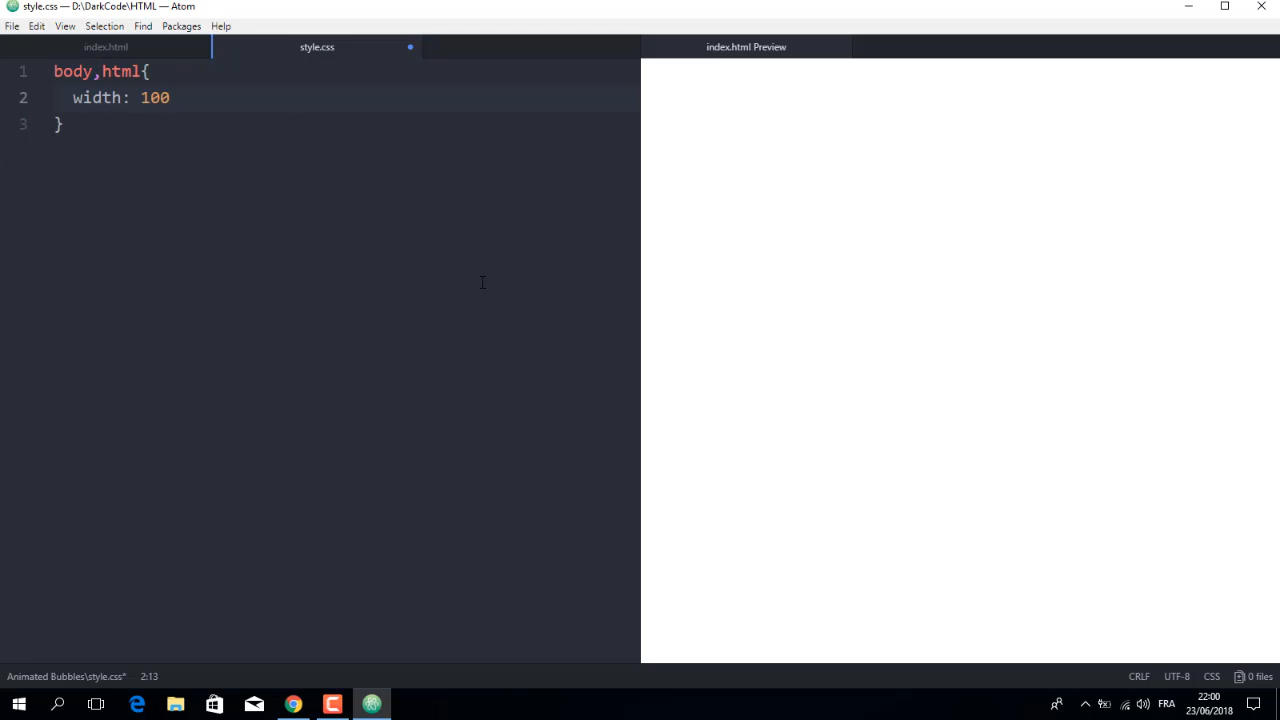 style.css — D:\DarkCode\HTML — Atom
File Edit View Selection Find Packages Help
index.html style.css index.html Preview
1 body,html{
2 width: 100
3 }
Animated Bubbles\style.css* 2:13 CRLF UTF-8 CSS 0 files
FRA 22:00
23/06/2018